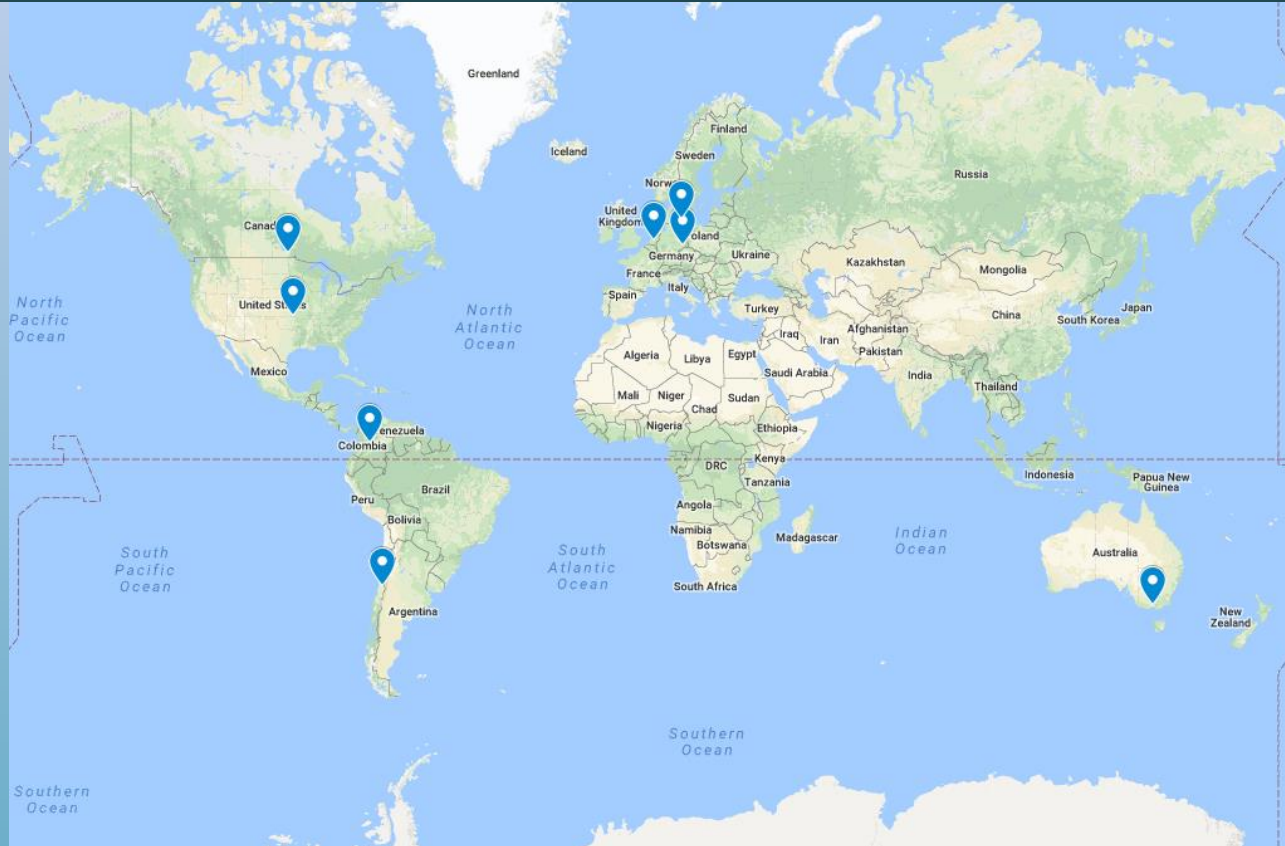 Greenland
Finland
Iceland
Sweden
Russia
Norw
United
Kingdom
Canad
oland
Ukraine
Germany
Kazakhstan
Mongolia
France
Italy
Spain
North
Pacific
Ocean
United States
North
Atlantic
Ocean
Turkey
Japan
China
South Korea
Afghanistan
Iraq
Iran
Algeria
Libya
Egypt
Pakistan
Mexico
Saudi Arabia
India
Thailand
Mali
Niger
Sudan
Chad
Nigeria
Ethiopia
enezuela
Colombia
Kenya
DRC
Indonesia
Papua New
Guinea
Tanzania
Brazil
Peru
Angola
Bolivia
Namibia
Madagascar
Indian
Ocean
Botswana
Australia
South
Pacific
Ocean
South
Atlantic
Ocean
South Africa
Argentina
New
Zealand
Southern
Ocean
Southern
Ocean